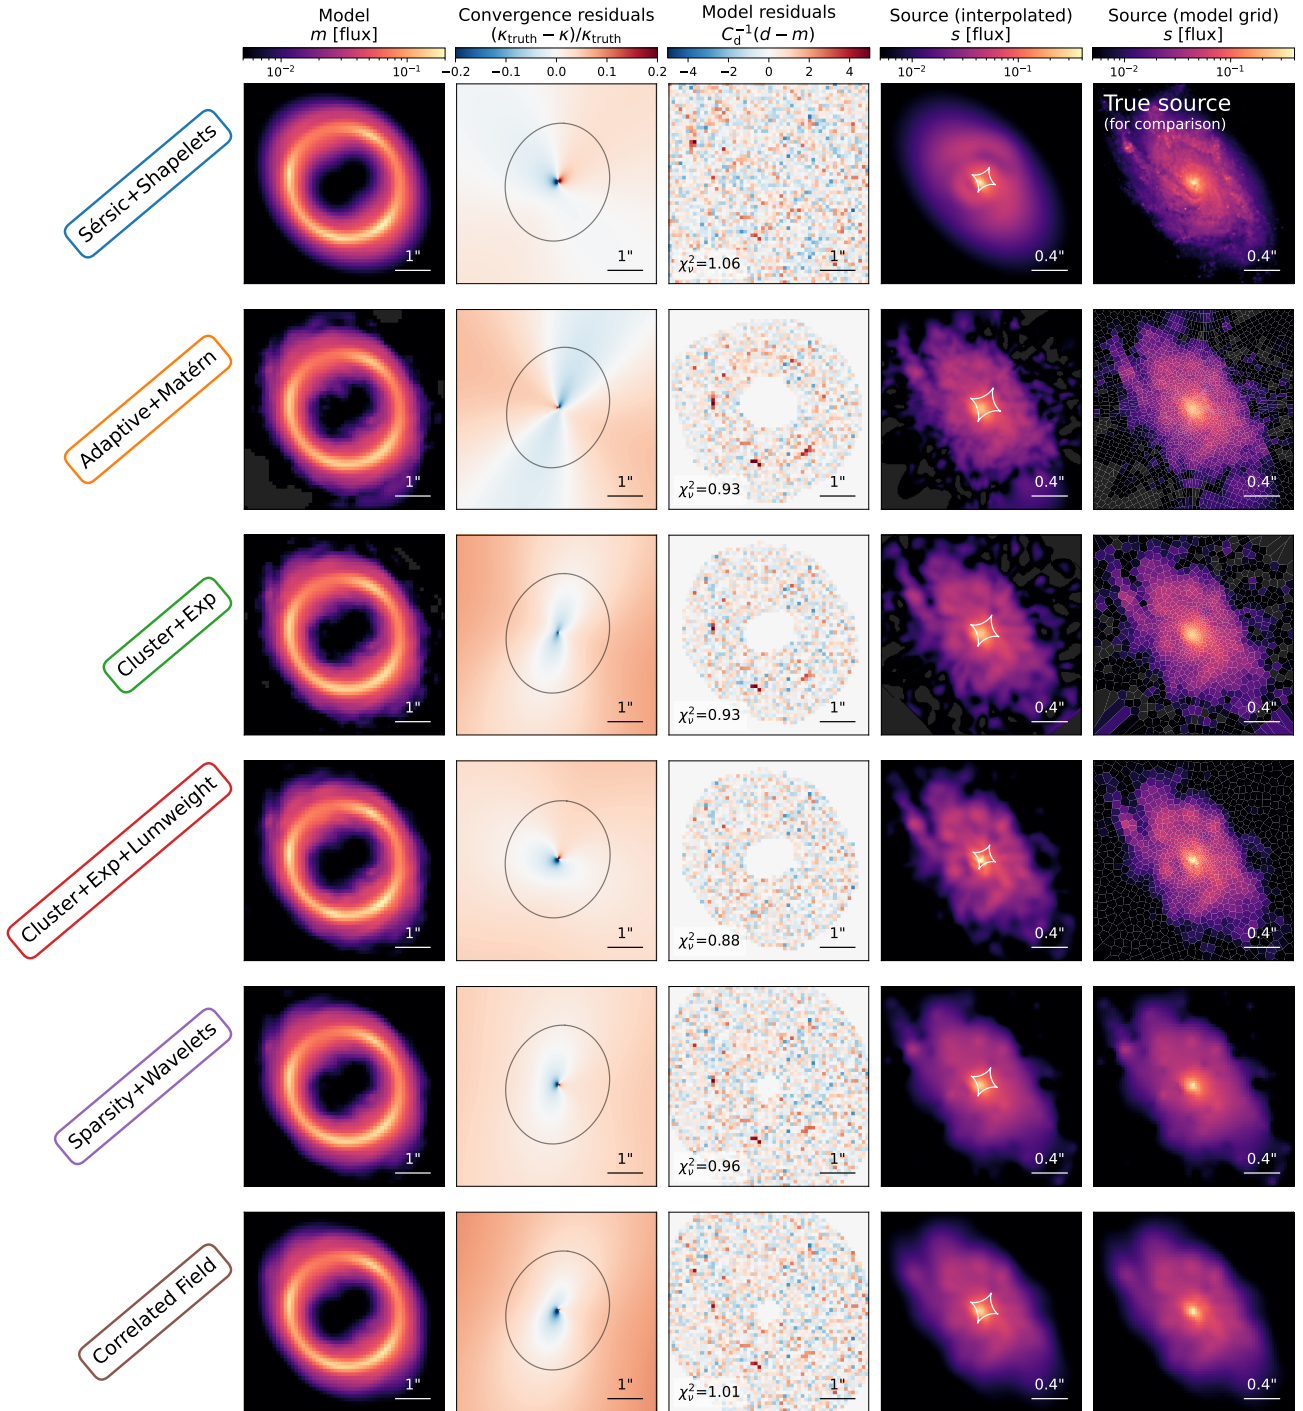 Model
m [flux]
Convergence residuals
(κtruth − κ)/κtruth
Model residuals
C_d^{-1}(d − m)
Source (interpolated)
s [flux]
Source (model grid)
s [flux]
10⁻² 10⁻¹
−0.2 −0.1 0.0 0.1 0.2
−4 −2 0 2 4
10⁻² 10⁻¹
10⁻² 10⁻¹
Sérsic+Shapelets
1"
1"
χ²ν=1.06
1"
0.4"
True source
(for comparison)
0.4"
Adaptive+Matérn
1"
1"
χ²ν=0.93
1"
0.4"
0.4"
Cluster+Exp
1"
1"
χ²ν=0.93
1"
0.4"
0.4"
Cluster+Exp+Lumweight
1"
1"
χ²ν=0.88
1"
0.4"
0.4"
Sparsity+Wavelets
1"
1"
χ²ν=0.96
1"
0.4"
0.4"
Correlated Field
1"
1"
χ²ν=1.01
1"
0.4"
0.4"